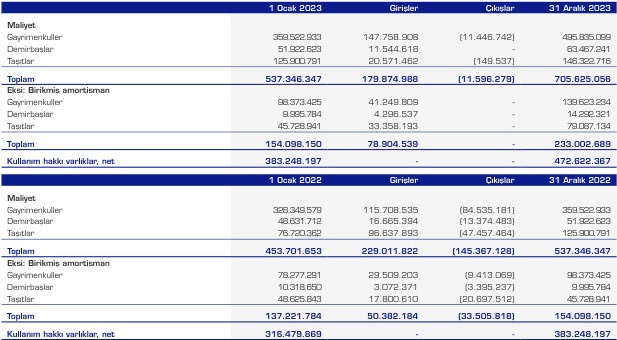 1 Ocak 2023 Girişler Çıkışlar 31 Aralık 2023
Maliyet
Gayrimenkuller 359.522.933 147.758.908 (11.446.742) 495.835.099
Demirbaşlar 51.922.623 11.544.618 - 63.467.241
Taşıtlar 125.900.791 20.571.462 (149.537) 146.322.716
Toplam 537.346.347 179.874.988 (11.596.279) 705.625.056
Eksi: Birikmiş amortisman
Gayrimenkuller 98.373.425 41.249.809 - 139.623.234
Demirbaşlar 9.995.784 4.296.537 - 14.292.321
Taşıtlar 45.728.941 33.358.193 - 79.087.134
Toplam 154.098.150 78.904.539 - 233.002.689
Kullanım hakkı varlıklar, net 383.248.197 - - 472.622.367
1 Ocak 2022 Girişler Çıkışlar 31 Aralık 2022
Maliyet
Gayrimenkuller 328.349.579 115.708.535 (84.535.181) 359.522.933
Demirbaşlar 48.631.712 16.665.394 (13.374.483) 51.922.623
Taşıtlar 76.720.362 96.637.893 (47.457.464) 125.900.791
Toplam 453.701.653 229.011.822 (145.367.128) 537.346.347
Eksi: Birikmiş amortisman
Gayrimenkuller 78.277.291 29.509.203 (9.413.069) 98.373.425
Demirbaşlar 10.318.650 3.072.371 (3.395.237) 9.995.784
Taşıtlar 48.625.843 17.800.610 (20.697.512) 45.728.941
Toplam 137.221.784 50.382.184 (33.505.818) 154.098.150
Kullanım hakkı varlıklar, net 316.479.869 - - 383.248.197